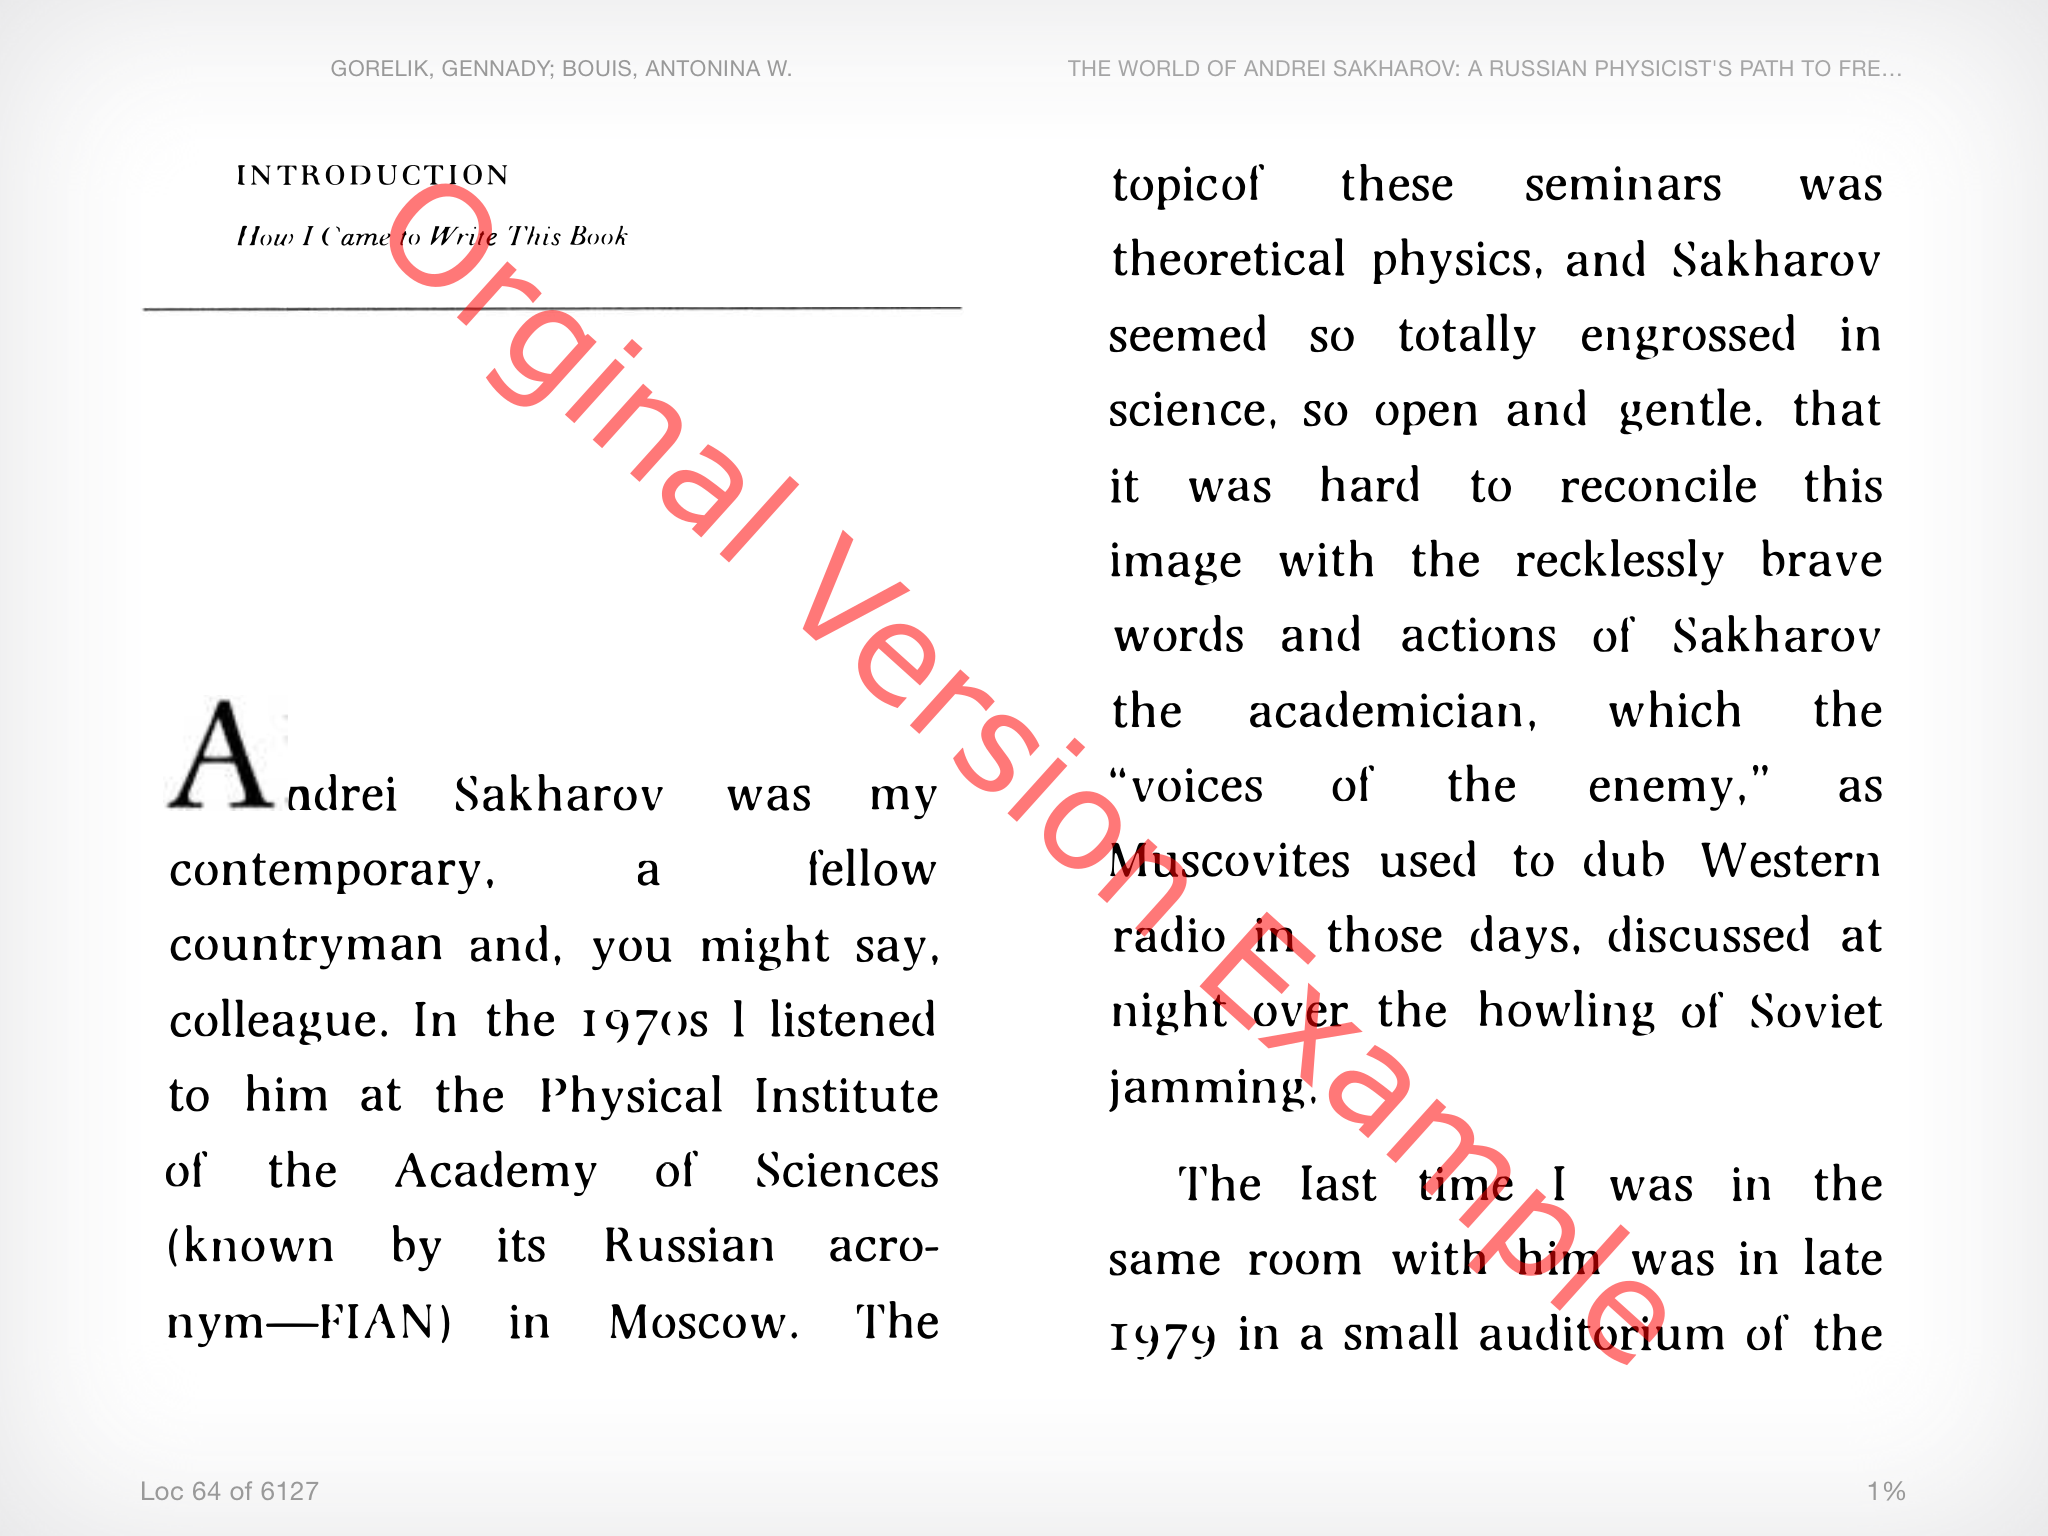 GORELIK, GENNADY; BOUIS, ANTONINA W.
THE WORLD OF ANDREI SAKHAROV: A RUSSIAN PHYSICIST'S PATH TO FRE...
INTRODUCTION
How I Came to Write This Book
Andrei Sakharov was my
contemporary, a fellow
countryman and, you might say,
colleague. In the 1970s I listened
to him at the Physical Institute
of the Academy of Sciences
(known by its Russian acro-
nym—FIAN) in Moscow. The
topicof these seminars was
theoretical physics, and Sakharov
seemed so totally engrossed in
science, so open and gentle. that
it was hard to reconcile this
image with the recklessly brave
words and actions of Sakharov
the academician, which the
“voices of the enemy,” as
Muscovites used to dub Western
radio in those days, discussed at
night over the howling of Soviet
jamming.
The last time I was in the
same room with him was in late
1979 in a small auditorium of the
Loc 64 of 6127
1%
Orginal Version Example